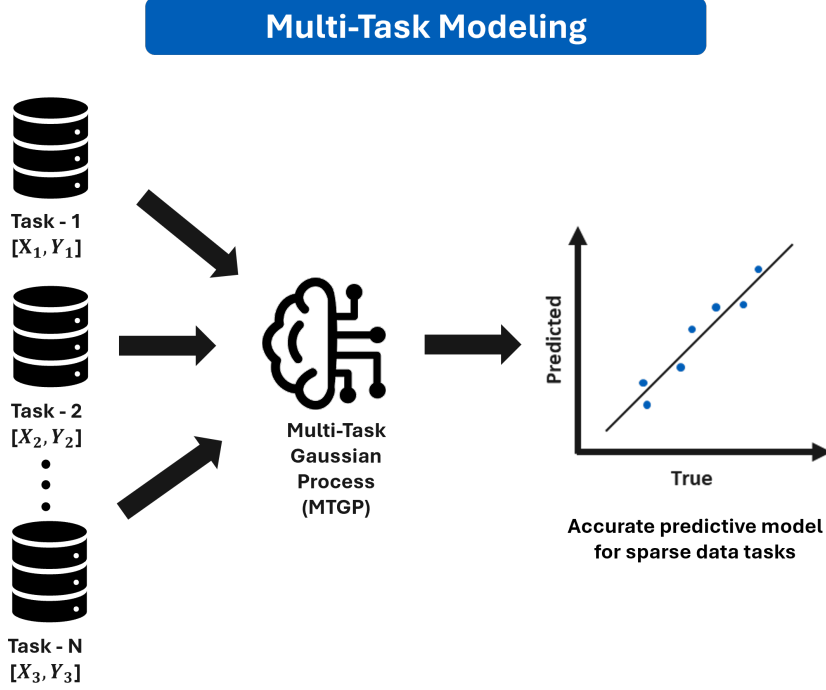 Multi-Task Modeling
Task - 1
[X₁, Y₁]
Task - 2
[X₂, Y₂]
Task - N
[X₃, Y₃]
Multi-Task
Gaussian
Process
(MTGP)
Predicted
True
Accurate predictive model
for sparse data tasks